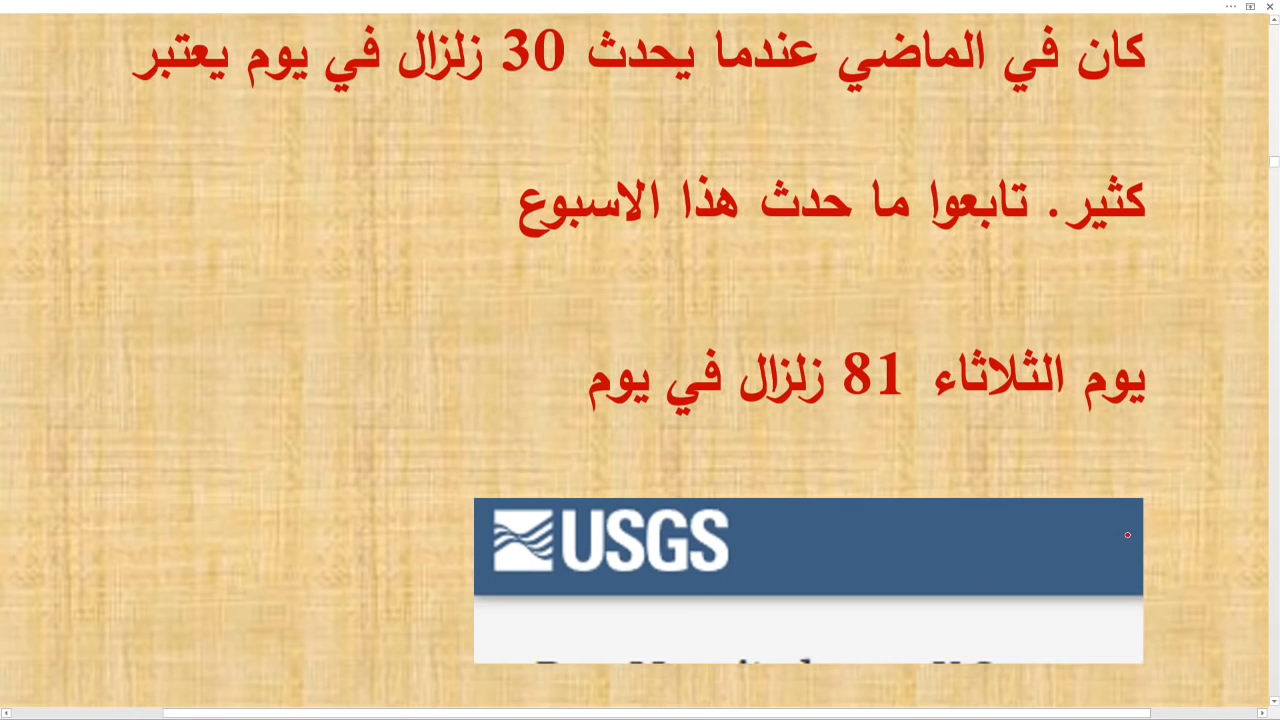 كان في الماضي عندما يحدث 30 زلزال في يوم يعتبر
كثير. تابعوا ما حدث هذا الاسبوع
يوم الثلاثاء 81 زلزال في يوم
USGS